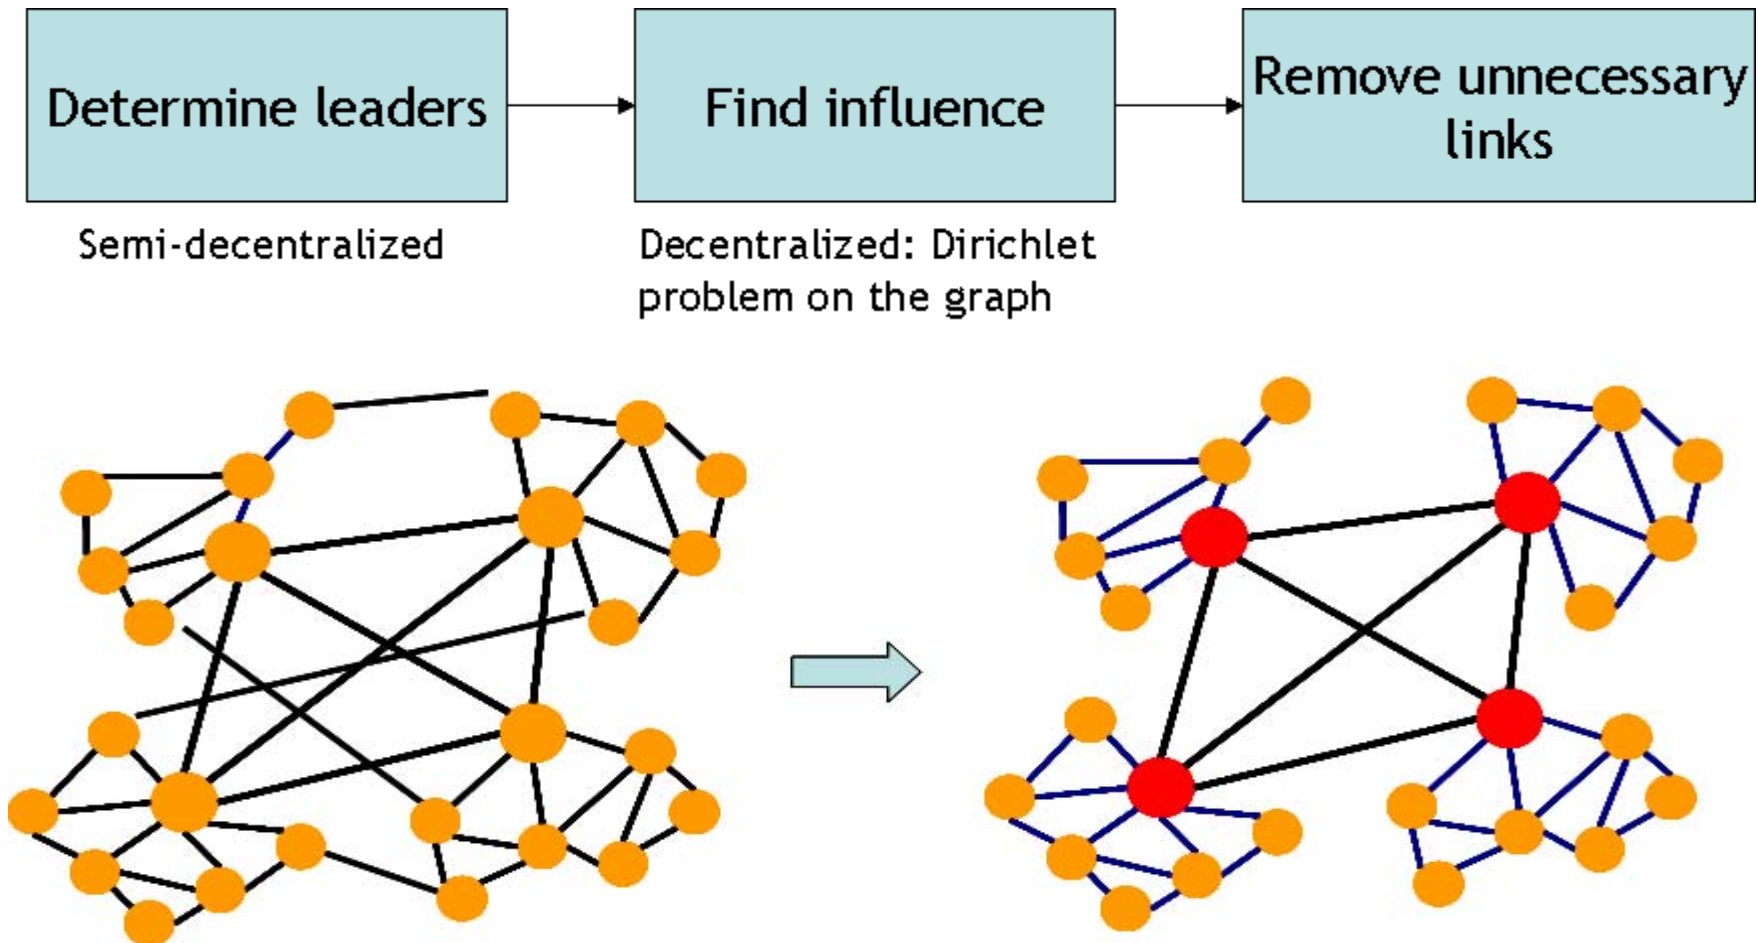 Determine leaders
Find influence
Remove unnecessary
links
Semi-decentralized
Decentralized: Dirichlet
problem on the graph